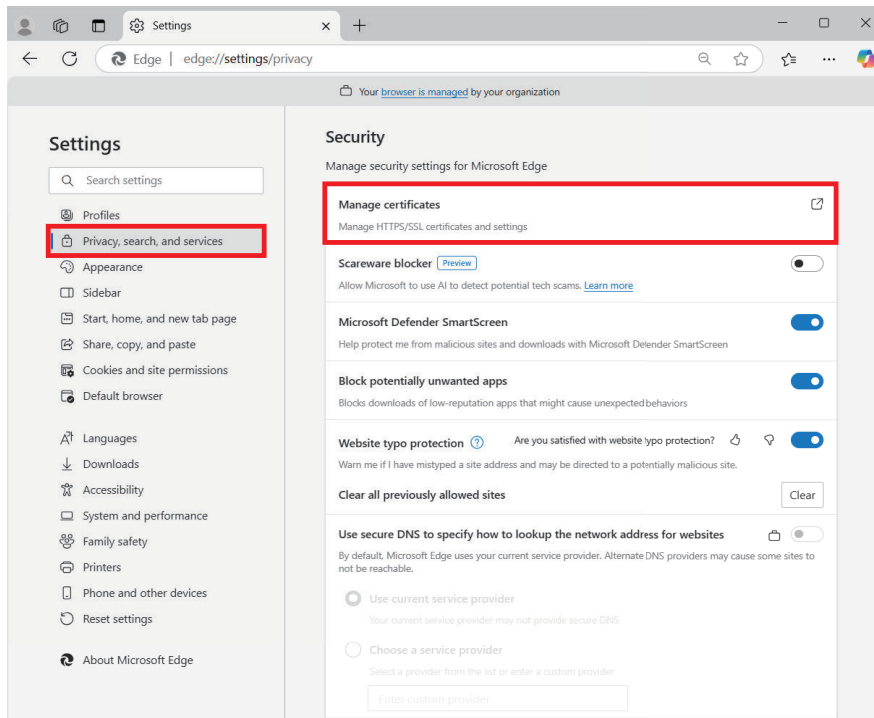 Settings
Edge | edge://settings/privacy
Your browser is managed by your organization
Settings
Search settings
Profiles
Privacy, search, and services
Appearance
Sidebar
Start, home, and new tab page
Share, copy, and paste
Cookies and site permissions
Default browser
Languages
Downloads
Accessibility
System and performance
Family safety
Printers
Phone and other devices
Reset settings
About Microsoft Edge
Security
Manage security settings for Microsoft Edge
Manage certificates
Manage HTTPS/SSL certificates and settings
Scareware blocker Preview
Allow Microsoft to use AI to detect potential tech scams. Learn more
Microsoft Defender SmartScreen
Help protect me from malicious sites and downloads with Microsoft Defender SmartScreen
Block potentially unwanted apps
Blocks downloads of low-reputation apps that might cause unexpected behaviors
Website typo protection ? Are you satisfied with website typo protection?
Warn me if I have mistyped a site address and may be directed to a potentially malicious site.
Clear all previously allowed sites Clear
Use secure DNS to specify how to lookup the network address for websites
By default, Microsoft Edge uses your current service provider. Alternate DNS providers may cause some sites to
not be reachable.
Use current service provider
Your current service provider may not provide secure DNS
Choose a service provider
Select a provider from the list or enter a custom provider
Enter custom provider